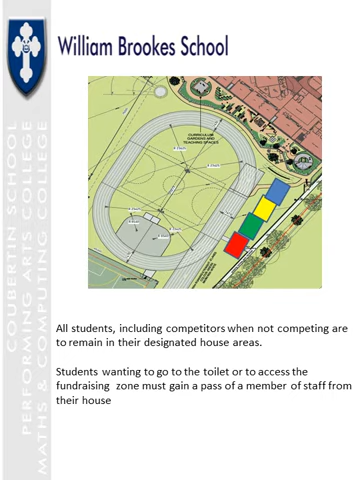 William Brookes School
COUBERTIN SCHOOL
PERFORMING ARTS COLLEGE
MATHS & COMPUTING C
CURRICULUM
GARDENS AND
TEACHING SPACES
All students, including competitors when not competing are
to remain in their designated house areas.
Students wanting to go to the toilet or to access the
fundraising zone must gain a pass of a member of staff from
their house